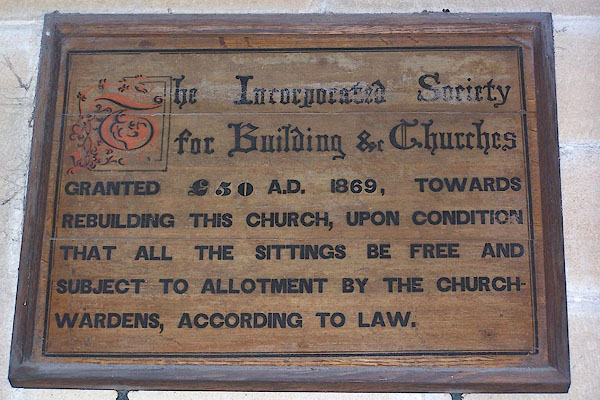 The Incorporated Society
for Building &c Churches
GRANTED £50 A.D. 1869, TOWARDS
REBUILDING THIS CHURCH, UPON CONDITION
THAT ALL THE SITTINGS BE FREE AND
SUBJECT TO ALLOTMENT BY THE CHURCH-
WARDENS, ACCORDING TO LAW.